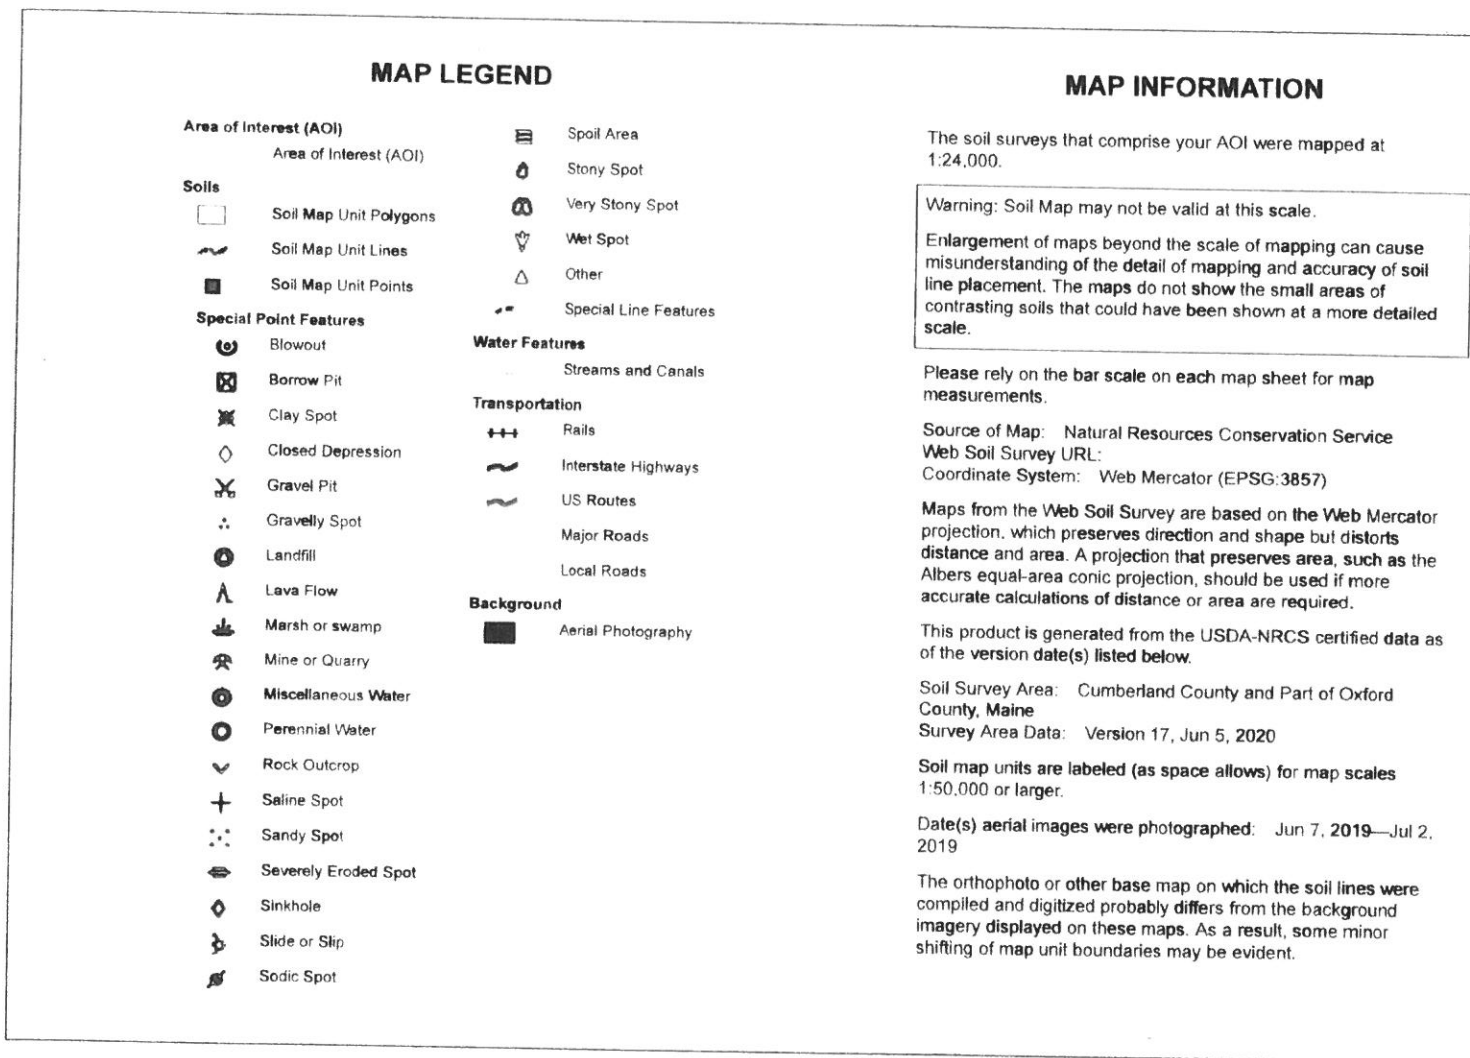 MAP LEGEND
Area of Interest (AOI)
Area of Interest (AOI)
Soils
Soil Map Unit Polygons
Soil Map Unit Lines
Soil Map Unit Points
Special Point Features
Blowout
Borrow Pit
Clay Spot
Closed Depression
Gravel Pit
Gravelly Spot
Landfill
Lava Flow
Marsh or swamp
Mine or Quarry
Miscellaneous Water
Perennial Water
Rock Outcrop
Saline Spot
Sandy Spot
Severely Eroded Spot
Sinkhole
Slide or Slip
Sodic Spot
Spoil Area
Stony Spot
Very Stony Spot
Wet Spot
Other
Special Line Features
Water Features
Streams and Canals
Transportation
Rails
Interstate Highways
US Routes
Major Roads
Local Roads
Background
Aerial Photography
MAP INFORMATION
The soil surveys that comprise your AOI were mapped at
1:24,000.
Warning: Soil Map may not be valid at this scale.
Enlargement of maps beyond the scale of mapping can cause
misunderstanding of the detail of mapping and accuracy of soil
line placement. The maps do not show the small areas of
contrasting soils that could have been shown at a more detailed
scale.
Please rely on the bar scale on each map sheet for map
measurements.
Source of Map: Natural Resources Conservation Service
Web Soil Survey URL:
Coordinate System: Web Mercator (EPSG:3857)
Maps from the Web Soil Survey are based on the Web Mercator
projection, which preserves direction and shape but distorts
distance and area. A projection that preserves area, such as the
Albers equal-area conic projection, should be used if more
accurate calculations of distance or area are required.
This product is generated from the USDA-NRCS certified data as
of the version date(s) listed below.
Soil Survey Area: Cumberland County and Part of Oxford
County, Maine
Survey Area Data: Version 17, Jun 5, 2020
Soil map units are labeled (as space allows) for map scales
1:50,000 or larger.
Date(s) aerial images were photographed: Jun 7, 2019—Jul 2,
2019
The orthophoto or other base map on which the soil lines were
compiled and digitized probably differs from the background
imagery displayed on these maps. As a result, some minor
shifting of map unit boundaries may be evident.